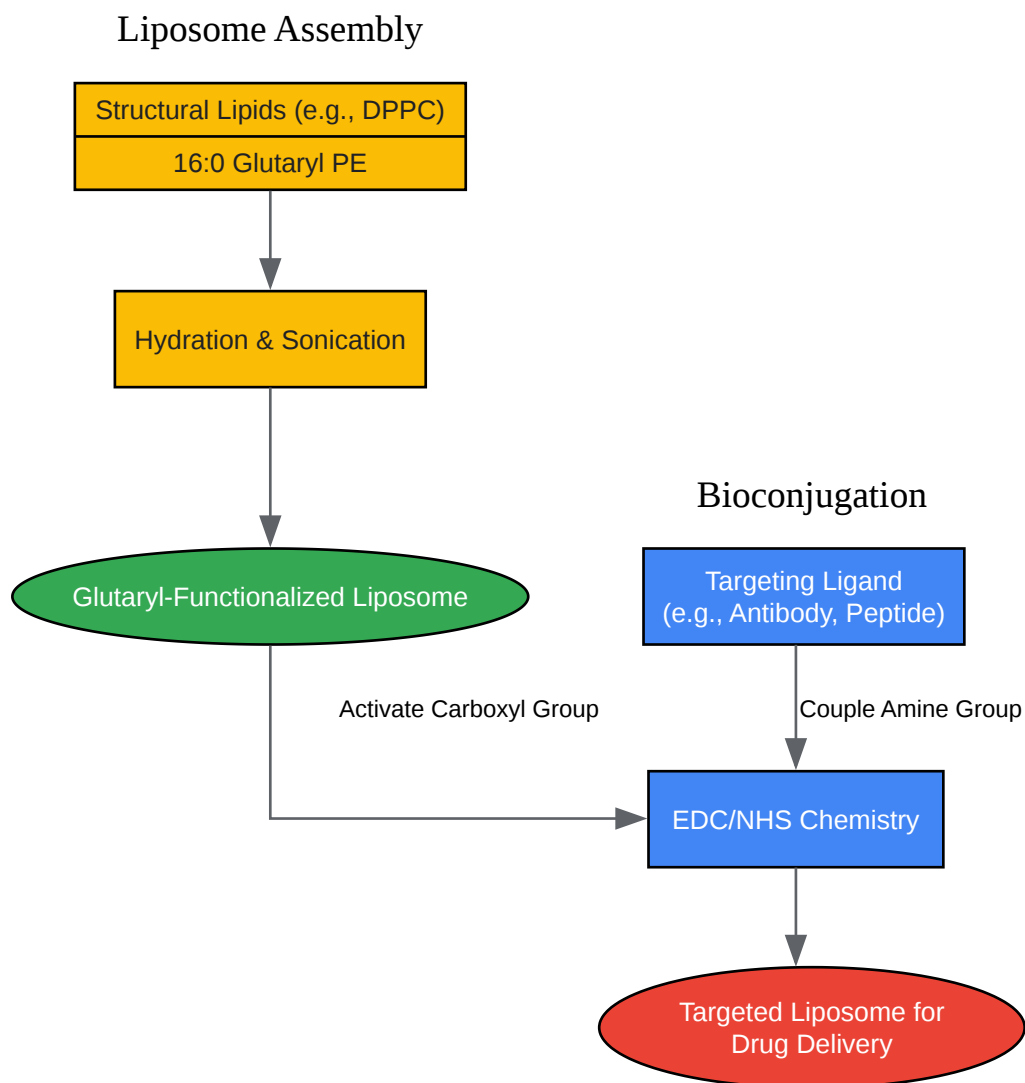 Liposome Assembly
Structural Lipids (e.g., DPPC)
16:0 Glutaryl PE
Hydration & Sonication
Bioconjugation
Glutaryl-Functionalized Liposome
Targeting Ligand
(e.g., Antibody, Peptide)
Activate Carboxyl Group
Couple Amine Group
EDC/NHS Chemistry
Targeted Liposome for
Drug Delivery